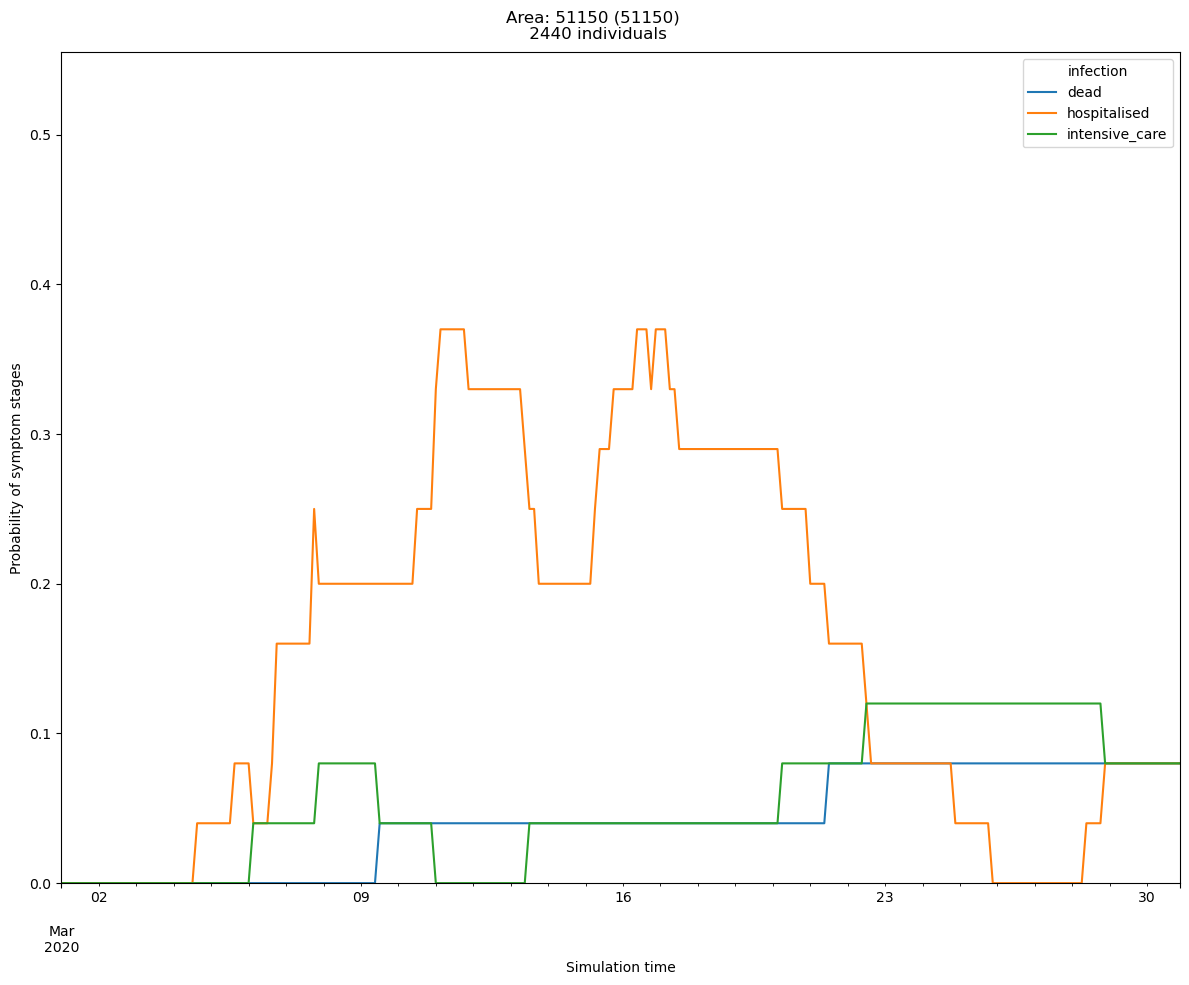 Area: 51150 (51150)
2440 individuals
infection
dead
hospitalised
intensive_care
Probability of symptom stages
0.5
0.4
0.3
0.2
0.1
0.0
02 09 16 23 30
Mar
2020
Simulation time